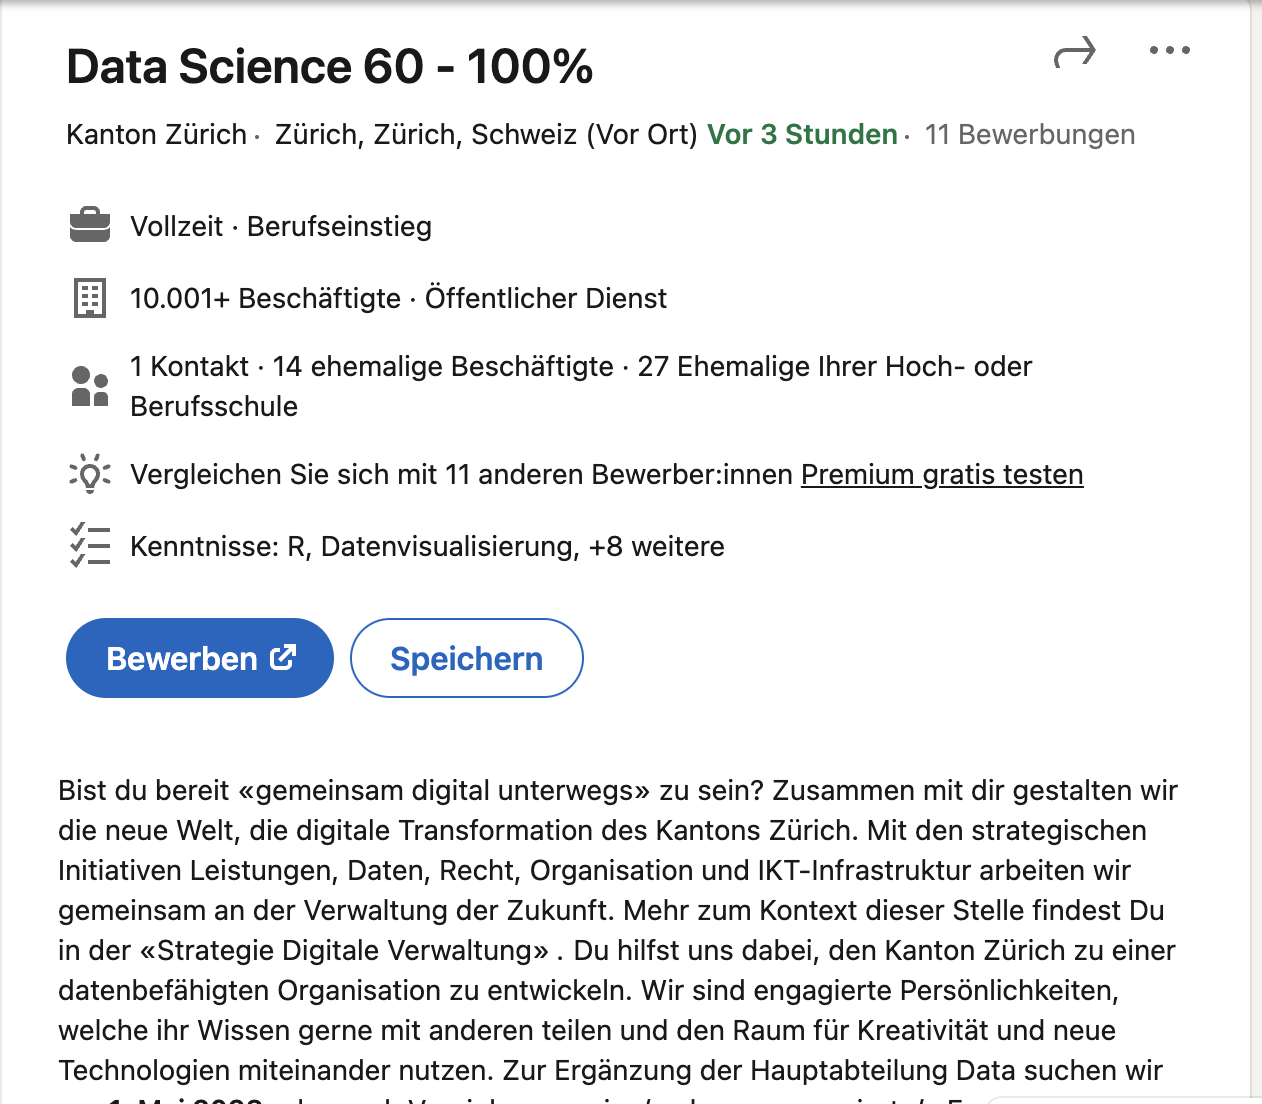 Data Science 60 - 100%
Kanton Zürich · Zürich, Zürich, Schweiz (Vor Ort) Vor 3 Stunden · 11 Bewerbungen
Vollzeit · Berufseinstieg
10.001+ Beschäftigte · Öffentlicher Dienst
1 Kontakt · 14 ehemalige Beschäftigte · 27 Ehemalige Ihrer Hoch- oder
Berufsschule
Vergleichen Sie sich mit 11 anderen Bewerber:innen Premium gratis testen
Kenntnisse: R, Datenvisualisierung, +8 weitere
Bewerben
Speichern
Bist du bereit «gemeinsam digital unterwegs» zu sein? Zusammen mit dir gestalten wir
die neue Welt, die digitale Transformation des Kantons Zürich. Mit den strategischen
Initiativen Leistungen, Daten, Recht, Organisation und IKT-Infrastruktur arbeiten wir
gemeinsam an der Verwaltung der Zukunft. Mehr zum Kontext dieser Stelle findest Du
in der «Strategie Digitale Verwaltung» . Du hilfst uns dabei, den Kanton Zürich zu einer
datenbefähigten Organisation zu entwickeln. Wir sind engagierte Persönlichkeiten,
welche ihr Wissen gerne mit anderen teilen und den Raum für Kreativität und neue
Technologien miteinander nutzen. Zur Ergänzung der Hauptabteilung Data suchen wir
1. Mai